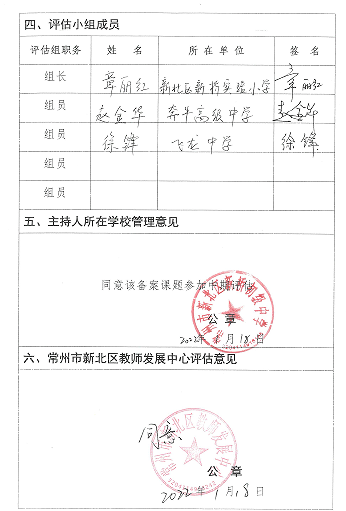 四、评估小组成员
评估组职务 姓 名 所 在 单 位 签 名
组长 章丽红 新北区新桥实验小学 章丽红
组员 赵金华 奔牛高级中学
组员 徐锋 飞龙中学 徐锋
组员
组员
五、主持人所在学校管理意见
同意该备案课题参加中期评估
公 章
2022年1月18日
六、常州市新北区教师发展中心评估意见
同意
公 章
2022年1月18日